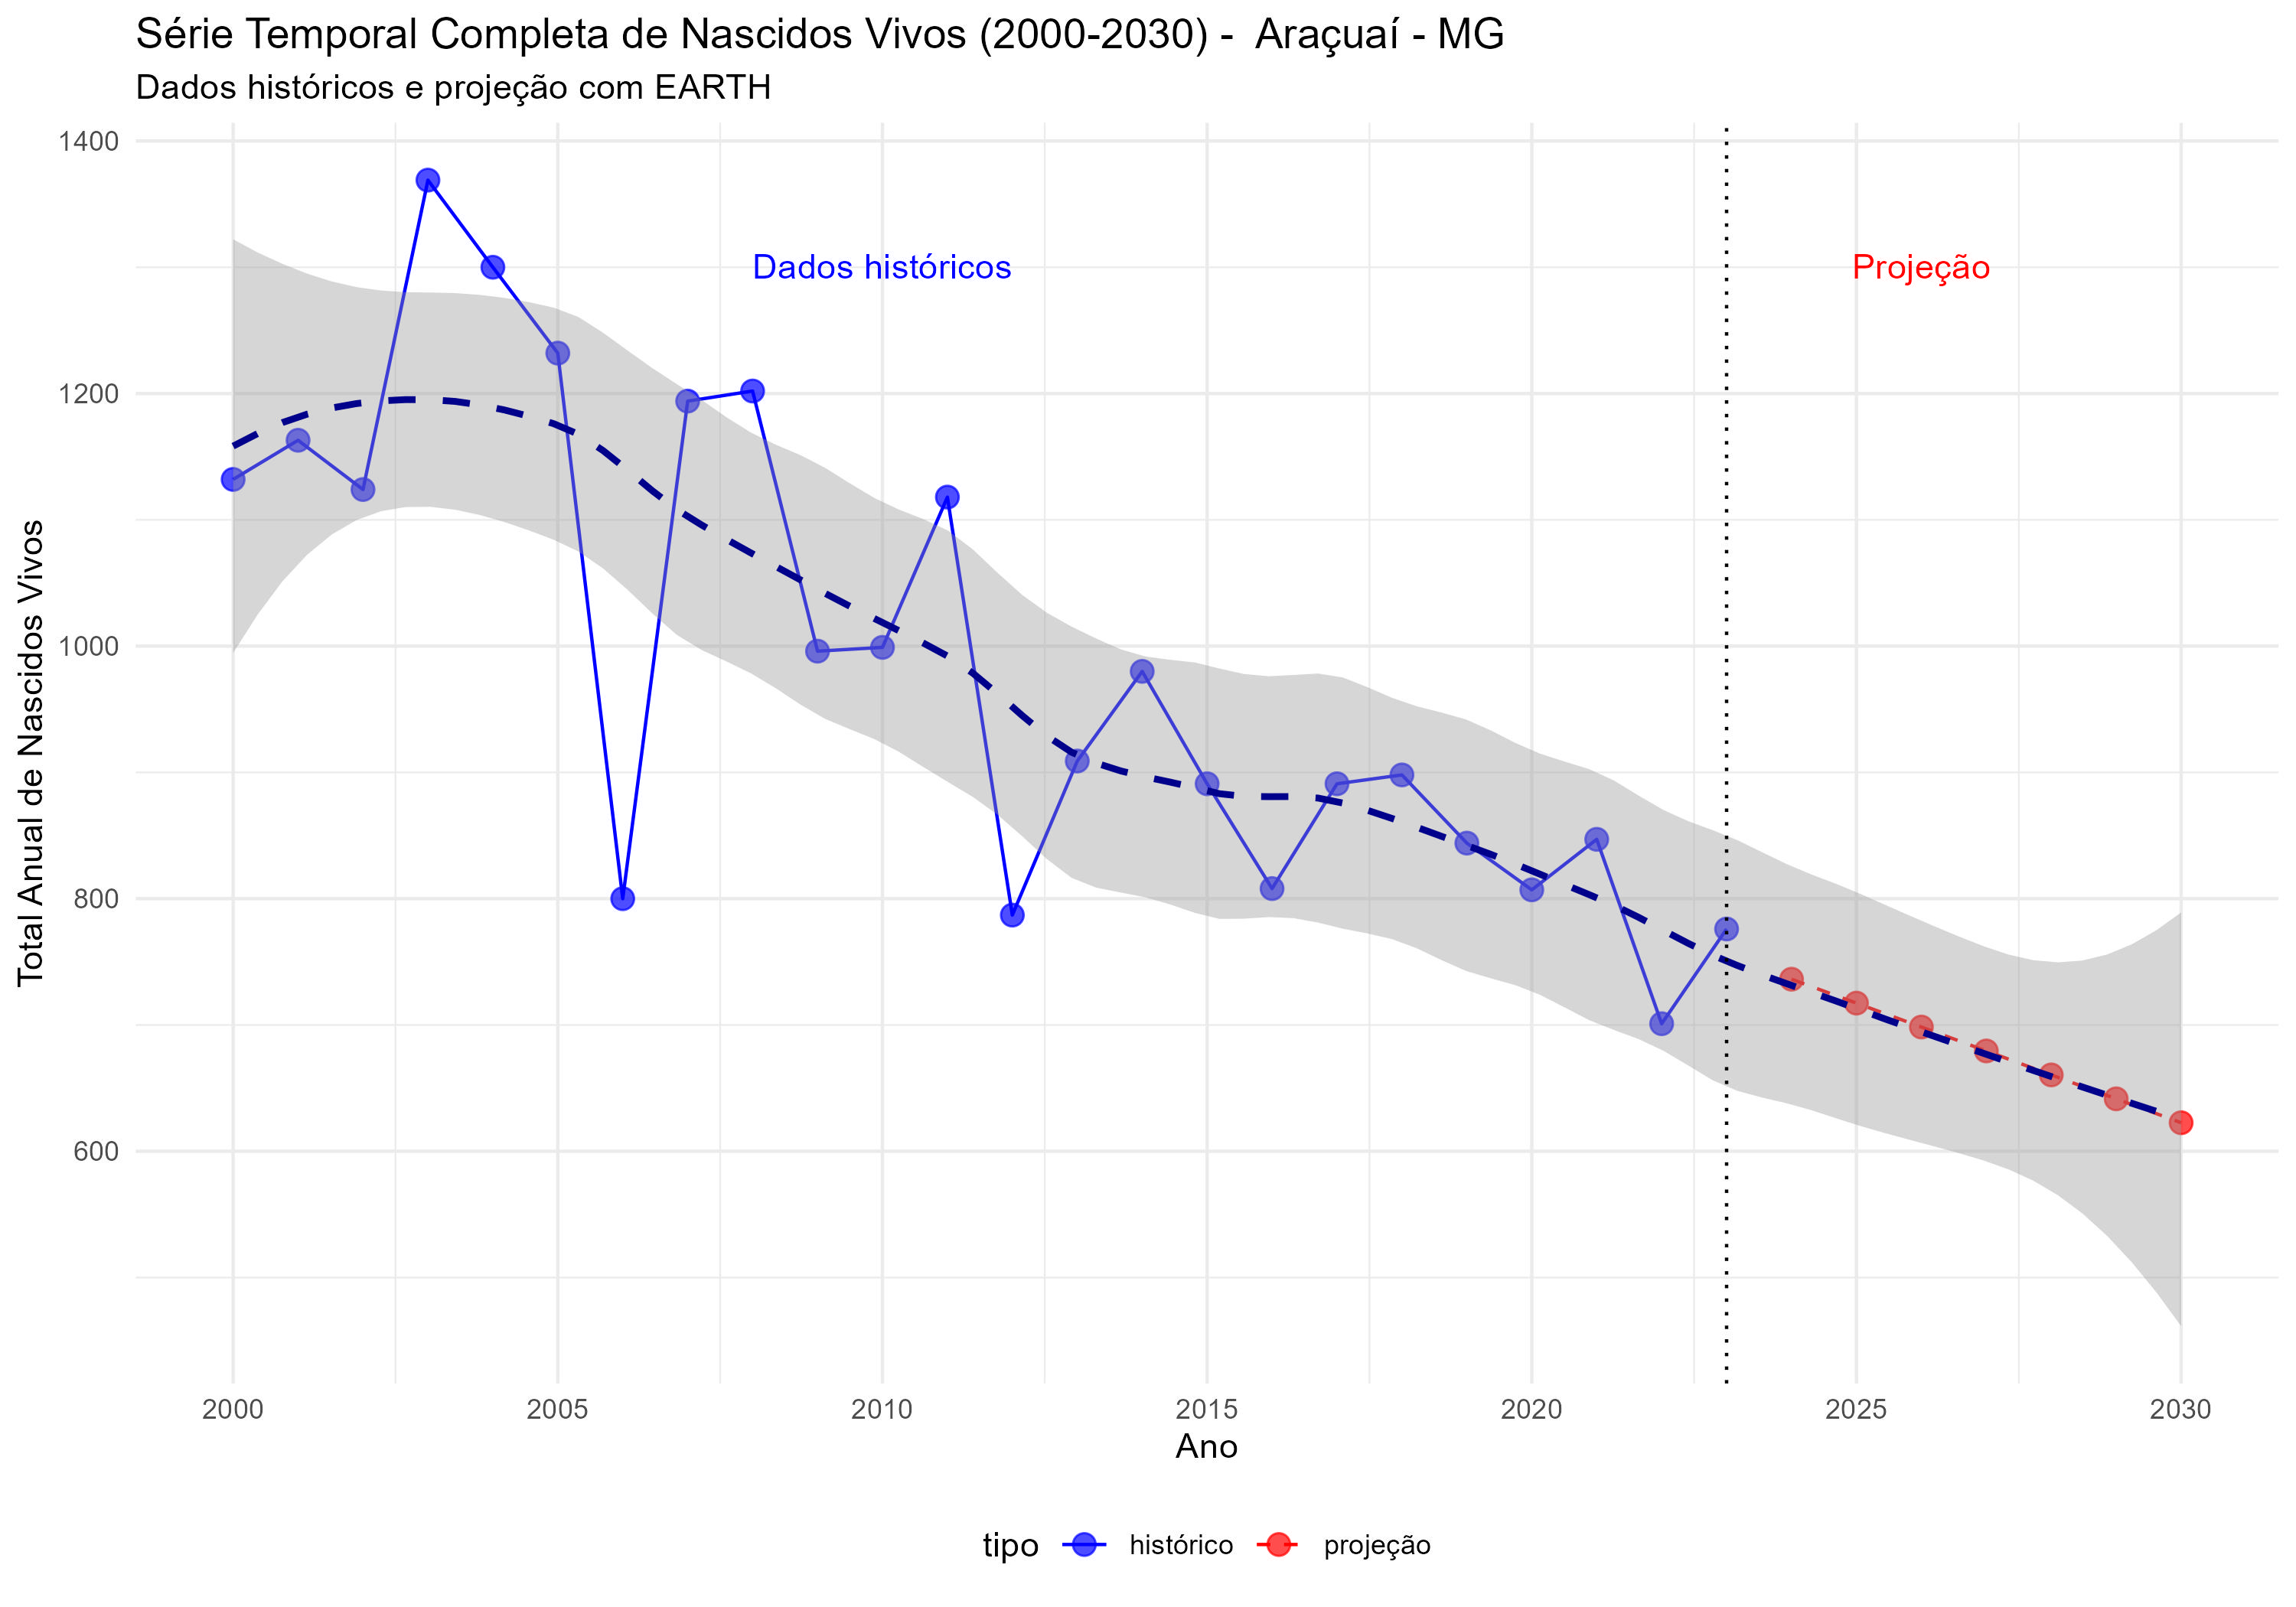 Série Temporal Completa de Nascidos Vivos (2000-2030) -  Araçuaí - MG
Dados históricos e projeção com EARTH
1400
1200
1000
800
600
Total Anual de Nascidos Vivos
Dados históricos
Projeção
2000
2005
2010
2015
2020
2025
2030
Ano
tipo
histórico
projeção